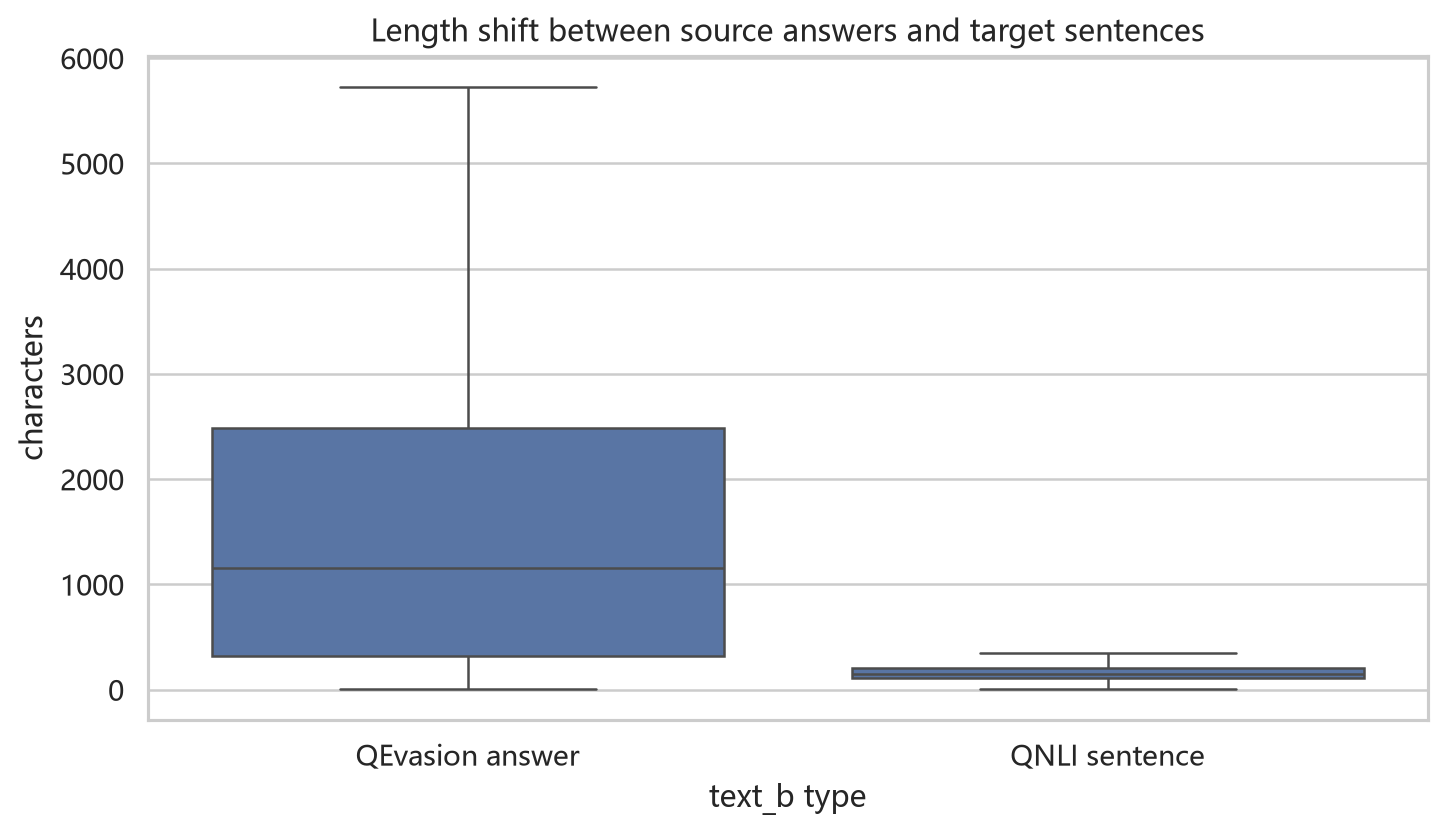 Length shift between source answers and target sentences
6000
5000
4000
3000
2000
1000
0
characters
QEvasion answer
QNLI sentence
text_b type